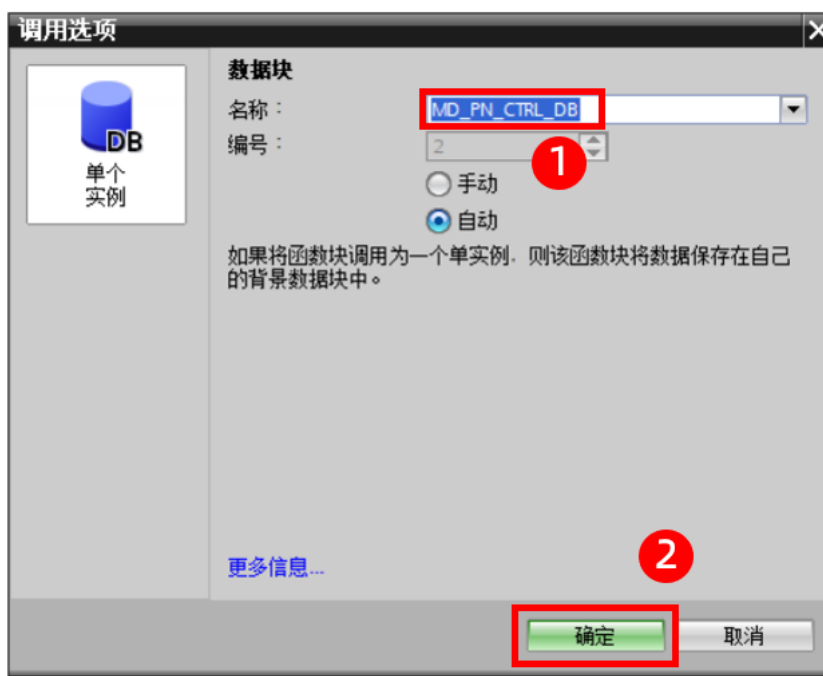 调用选项
数据块
名称：
MD_PN_CTRL_DB
编号：
2
1
DB
单个
实例
手动
自动
如果将函数块调用为一个单实例，则该函数块将数据保存在自己
的背景数据块中。
更多信息...
2
确定
取消